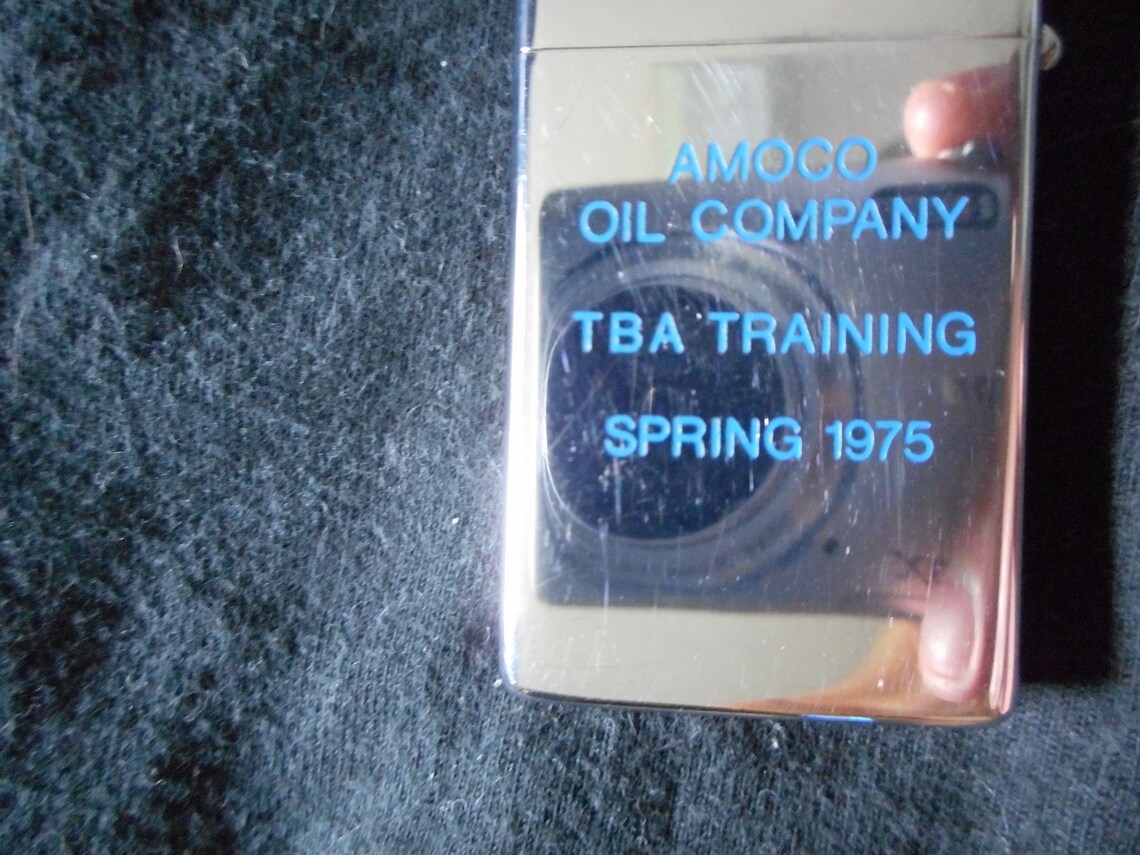 AMOCO
OIL COMPANY
TBA TRAINING
SPRING 1975